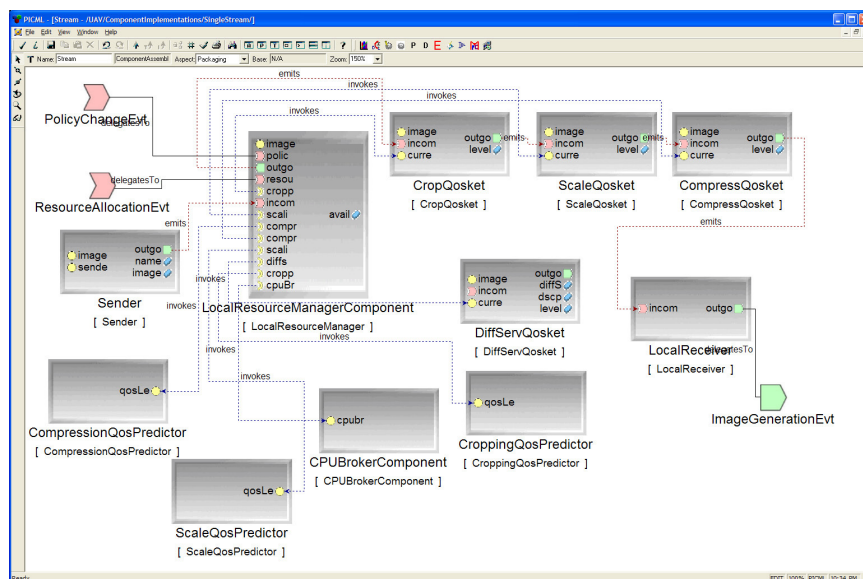 PICML - [Stream - /UAV/ComponentImplementations/SingleStream/]
File Edit View Window Help
P D E
T Name: Stream ComponentAssembl Aspect: Packaging Base: N/A Zoom: 150%
emits
invokes
invokes
PolicyChangeEvt
delegatesTo
delegatesTo
ResourceAllocationEvt
image
polic
outgo
resou
cropp
incom
scali
compr
compr
scali
diffs
cropp
cpuBr
avail
LocalResourceManagerComponent
[ LocalResourceManager ]
image
incom
curre
outgo
level
CropQosket
[ CropQosket ]
emits
image
incom
curre
outgo
level
ScaleQosket
[ ScaleQosket ]
emits
image
incom
curre
outgo
level
CompressQosket
[ CompressQosket ]
emits
emits
image
sende
outgo
name
image
Sender
[ Sender ]
invokes
invokes
invokes
invokes
image
incom
curre
outgo
diffS
dscp
level
DiffServQosket
[ DiffServQosket ]
incom
outgo
LocalReceiver
[ LocalReceiver ]
delegatesTo
ImageGenerationEvt
qosLe
CompressionQosPredictor
[ CompressionQosPredictor ]
cpubr
CPUBrokerComponent
[ CPUBrokerComponent ]
qosLe
CroppingQosPredictor
[ CroppingQosPredictor ]
qosLe
ScaleQosPredictor
[ ScaleQosPredictor ]
Ready
EDIT 100% PICML 10:34 PM